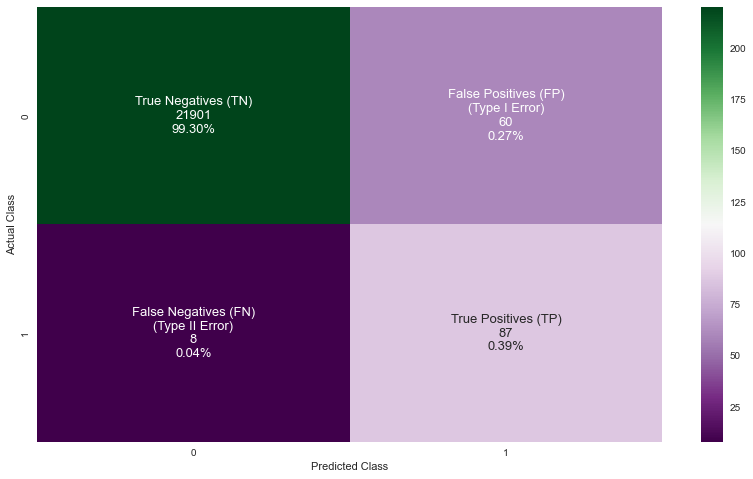 True Negatives (TN)
21901
99.30%
False Positives (FP)
(Type I Error)
60
0.27%
False Negatives (FN)
(Type II Error)
8
0.04%
True Positives (TP)
87
0.39%
0
1
Actual Class
0
1
Predicted Class
200
175
150
125
100
75
50
25